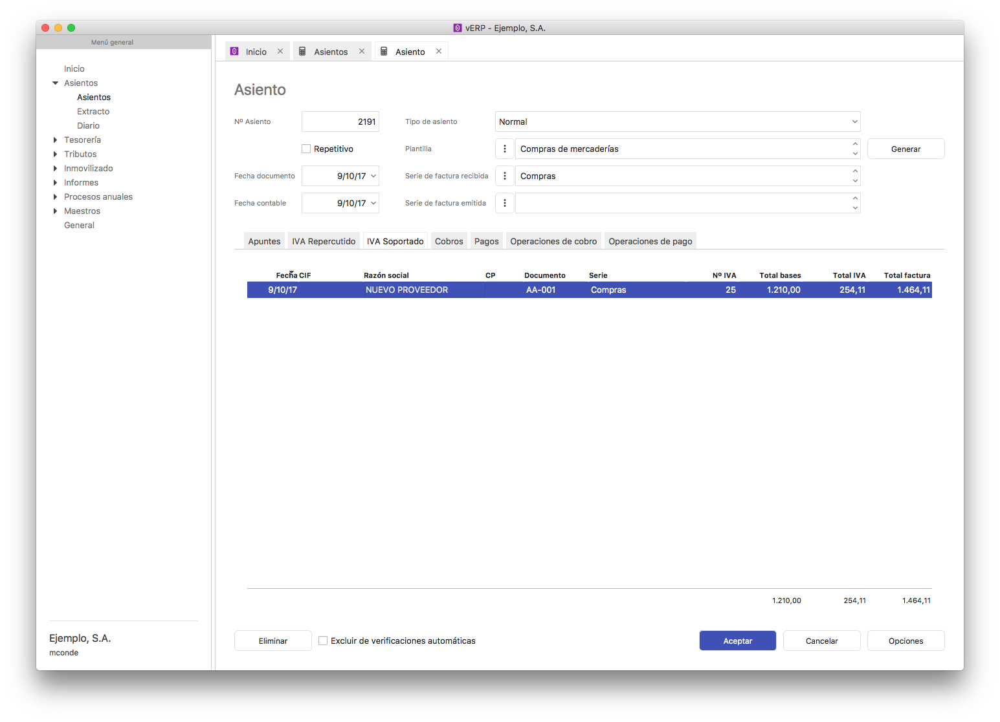 vERP - Ejemplo, S.A.
Menú general
Inicio
Asientos
Asientos
Extracto
Diario
Tesorería
Tributos
Inmovilizado
Informes
Procesos anuales
Maestros
General
Ejemplo, S.A.
mconde
Inicio Asientos Asiento
Asiento
Nº Asiento 2191 Tipo de asiento Normal
Repetitivo Plantilla Compras de mercaderías Generar
Fecha documento 9/10/17 Serie de factura recibida Compras
Fecha contable 9/10/17 Serie de factura emitida
Apuntes IVA Repercutido IVA Soportado Cobros Pagos Operaciones de cobro Operaciones de pago
Fecha CIF Razón social CP Documento Serie Nº IVA Total bases Total IVA Total factura
9/10/17 NUEVO PROVEEDOR AA-001 Compras 25 1.210,00 254,11 1.464,11
1.210,00 254,11 1.464,11
Eliminar Excluir de verificaciones automáticas Aceptar Cancelar Opciones